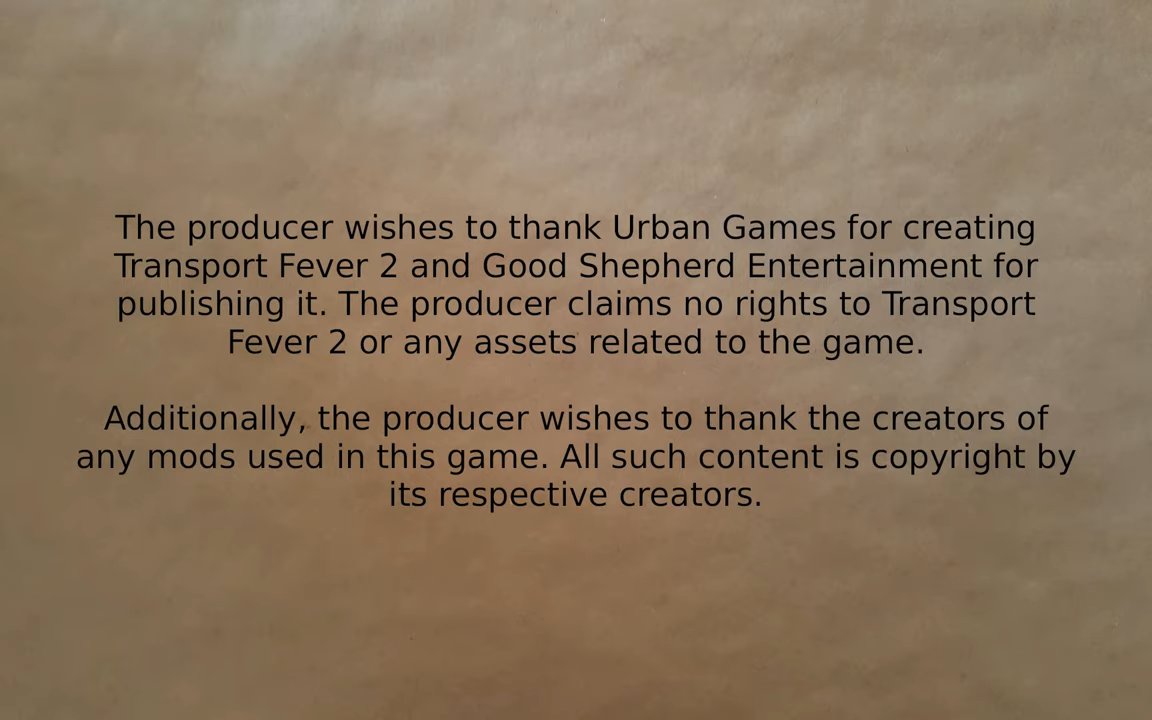 The producer wishes to thank Urban Games for creating
Transport Fever 2 and Good Shepherd Entertainment for
publishing it. The producer claims no rights to Transport
Fever 2 or any assets related to the game.
Additionally, the producer wishes to thank the creators of
any mods used in this game. All such content is copyright by
its respective creators.